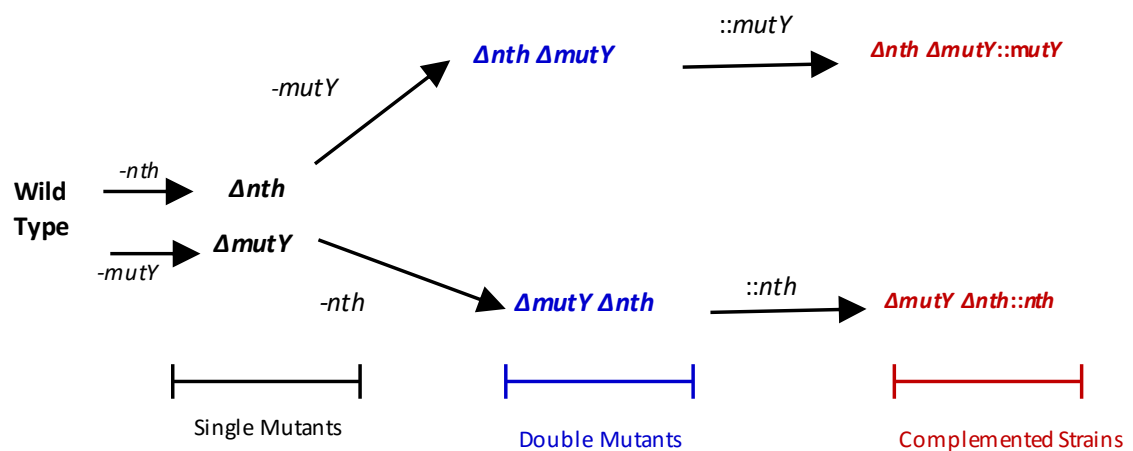 ::mutY
Δnth ΔmutY
Δnth ΔmutY::mutY
-mutY
-nth
Wild
Type
Δnth
ΔmutY
-mutY
-nth
ΔmutY Δnth
::nth
ΔmutY Δnth::nth
Single Mutants
Double Mutants
Complemented Strains